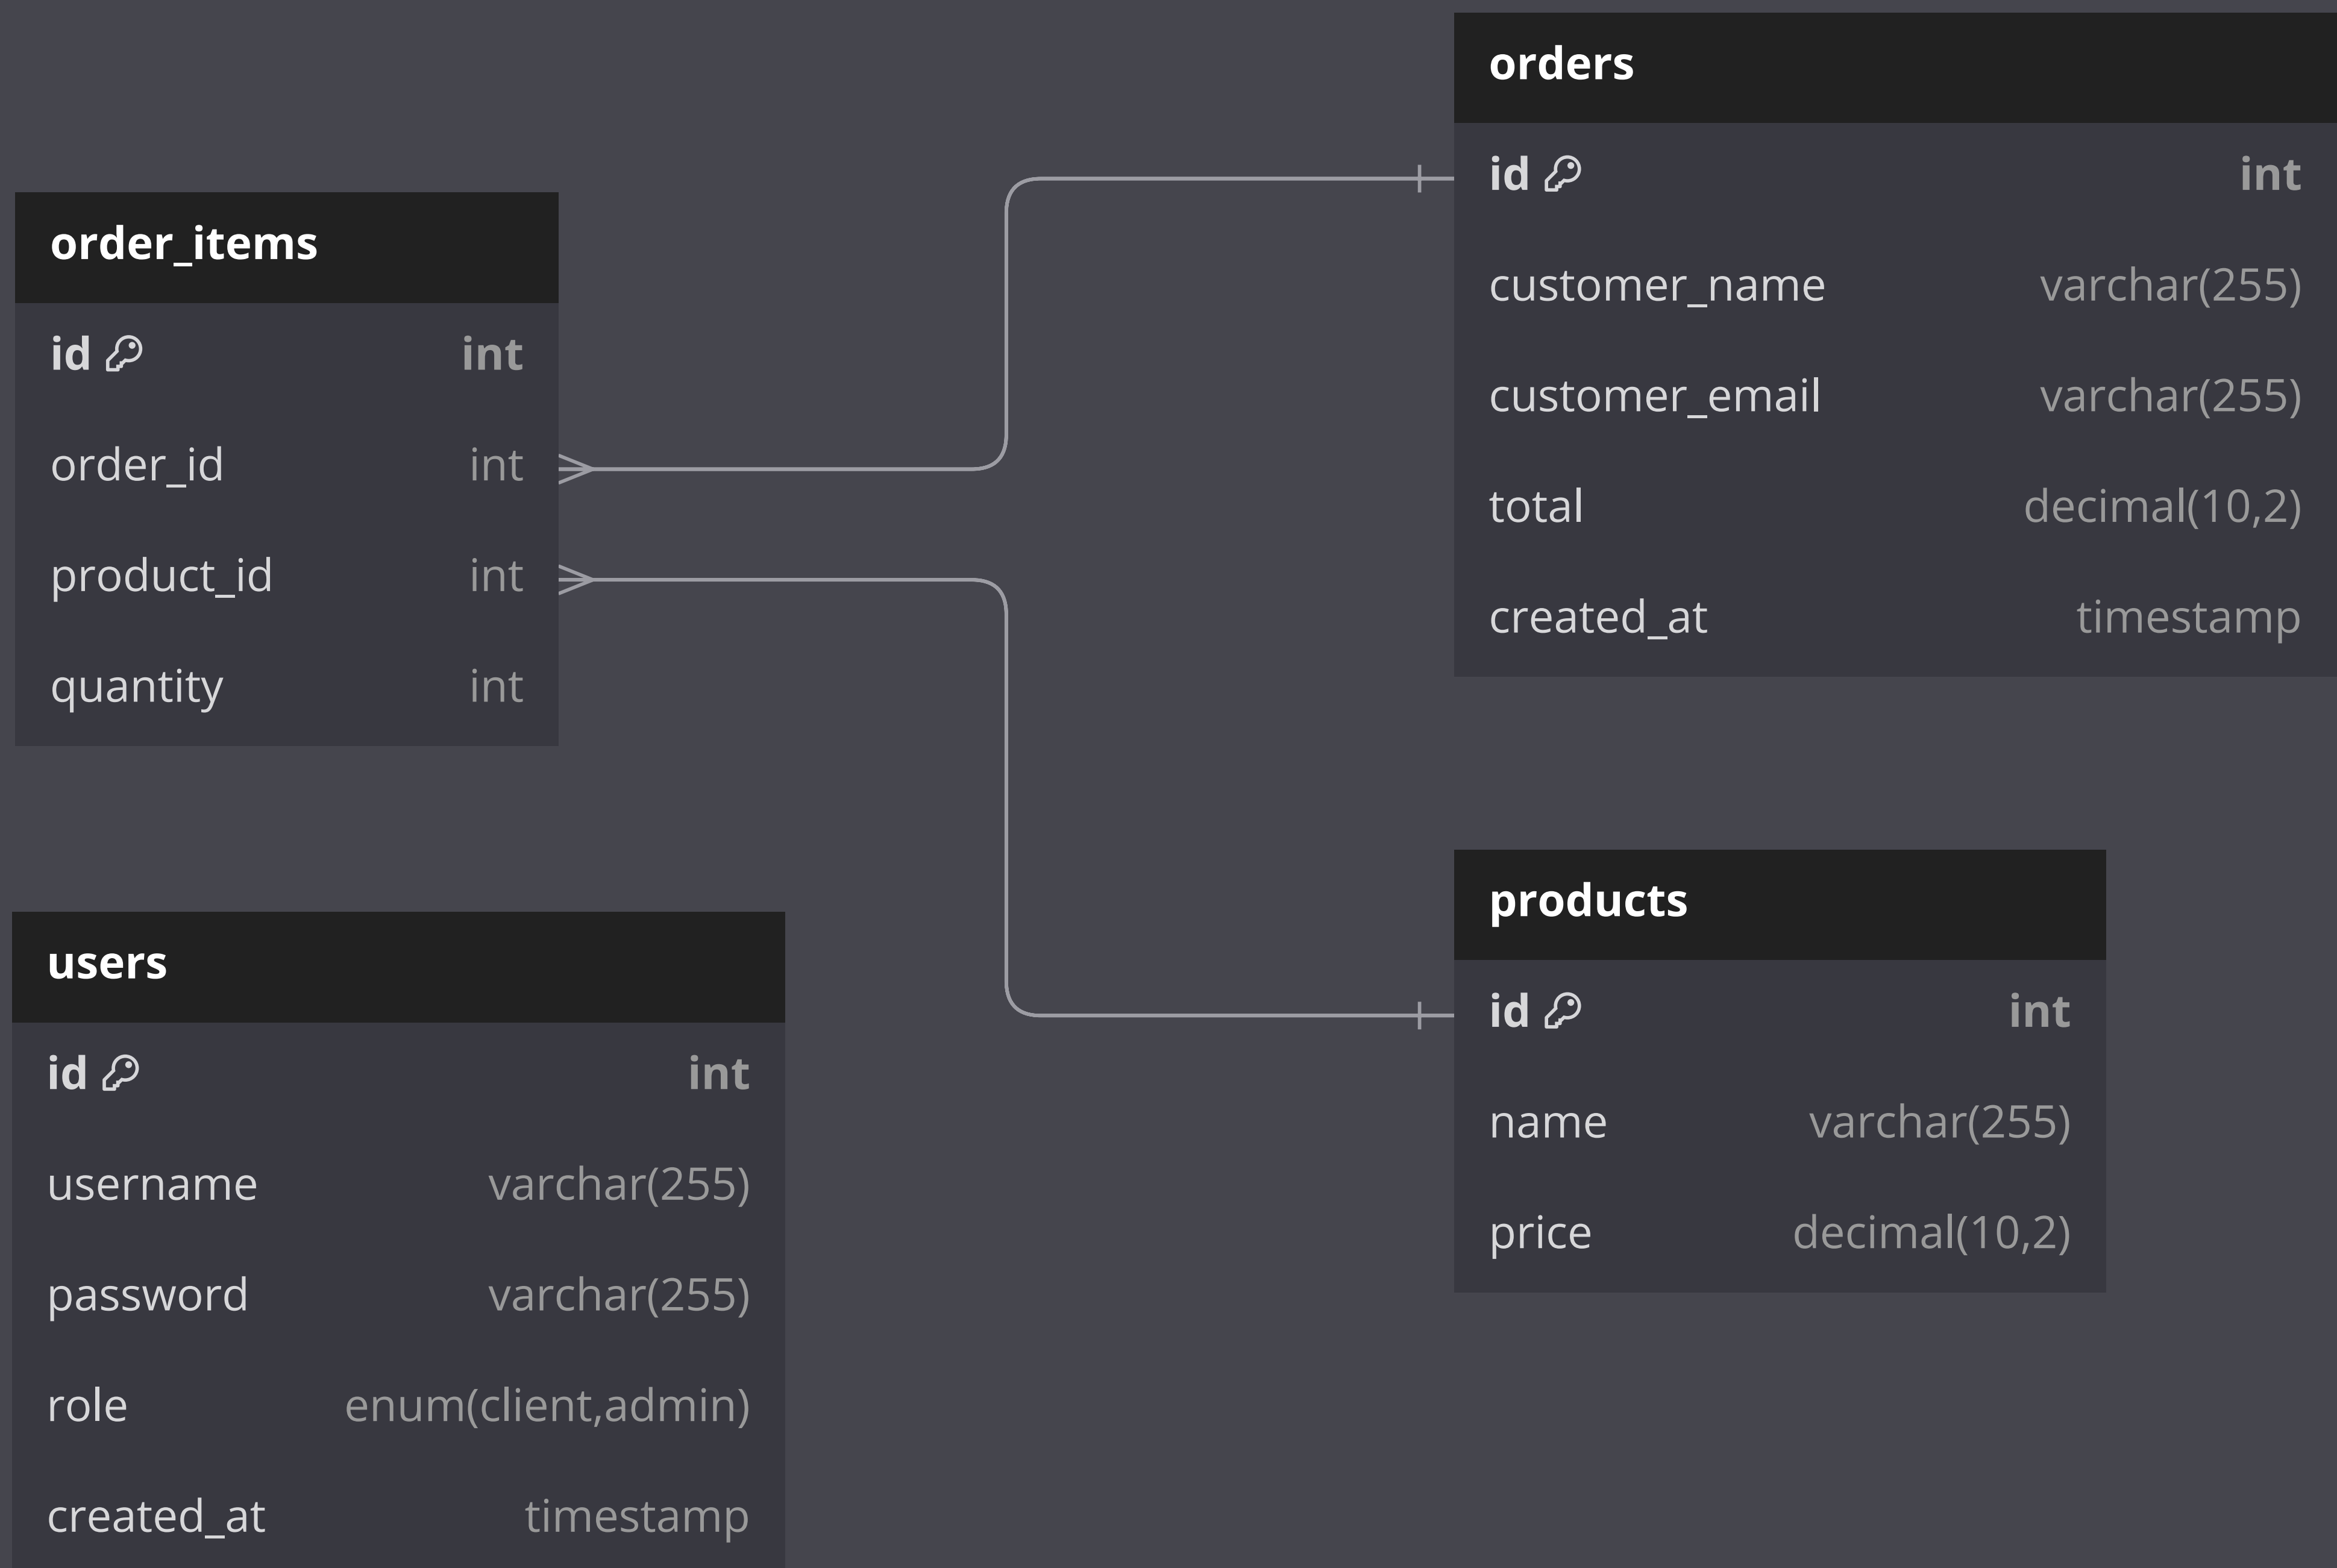 orders
id int
customer_name varchar(255)
customer_email varchar(255)
total decimal(10,2)
created_at timestamp
order_items
id int
order_id int
product_id int
quantity int
products
id int
name varchar(255)
price decimal(10,2)
users
id int
username varchar(255)
password varchar(255)
role enum(client,admin)
created_at timestamp